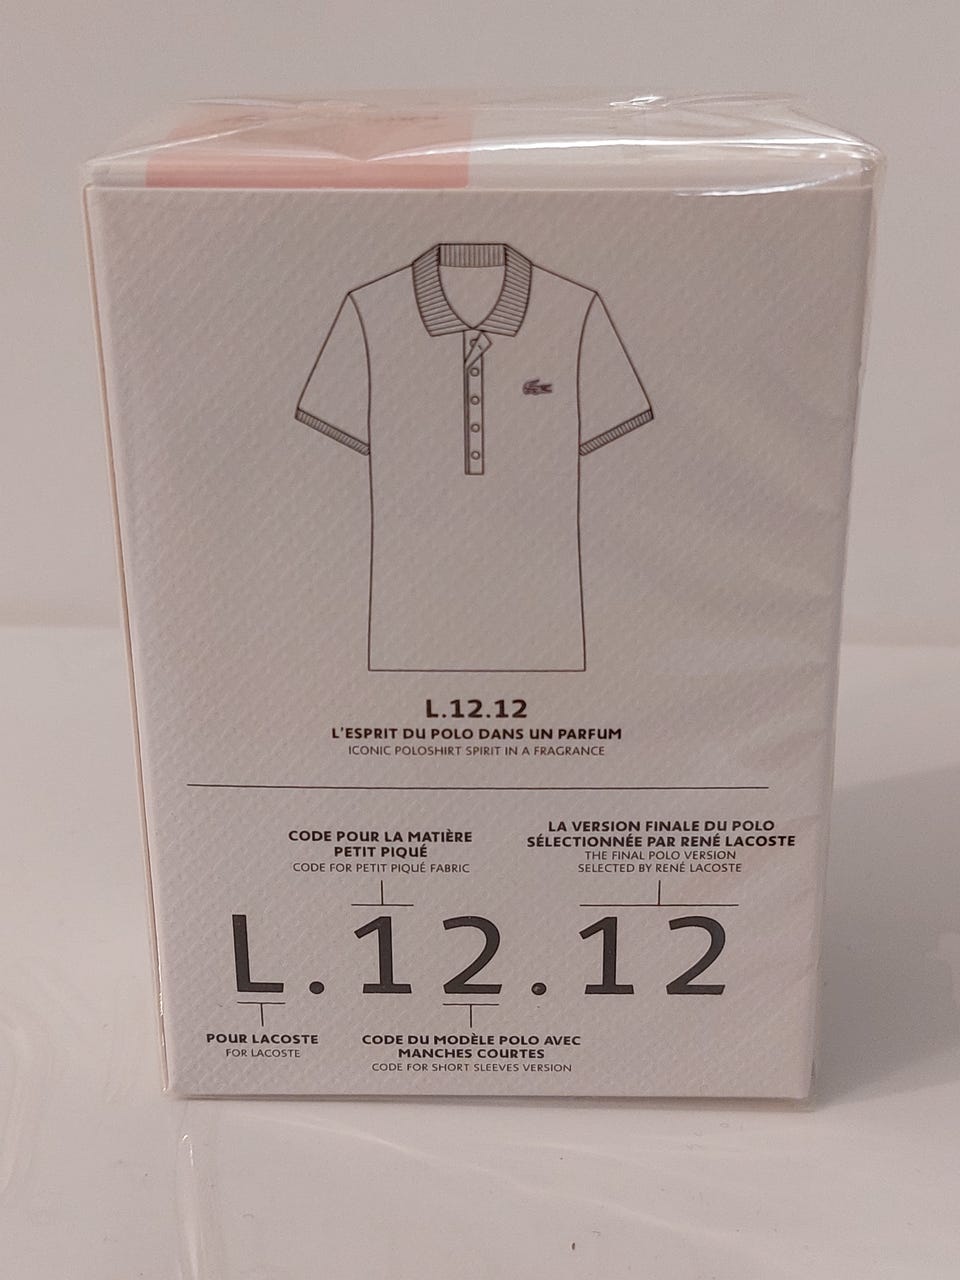 L.12.12
L'ESPRIT DU POLO DANS UN PARFUM
ICONIC POLOSHIRT SPIRIT IN A FRAGRANCE
CODE POUR LA MATIÈRE
PETIT PIQUÉ
CODE FOR PETIT PIQUÉ FABRIC
LA VERSION FINALE DU POLO
SÉLECTIONNÉE PAR RENÉ LACOSTE
THE FINAL POLO VERSION
SELECTED BY RENÉ LACOSTE
L.12.12
POUR LACOSTE
FOR LACOSTE
CODE DU MODÈLE POLO AVEC
MANCHES COURTES
CODE FOR SHORT SLEEVES VERSION